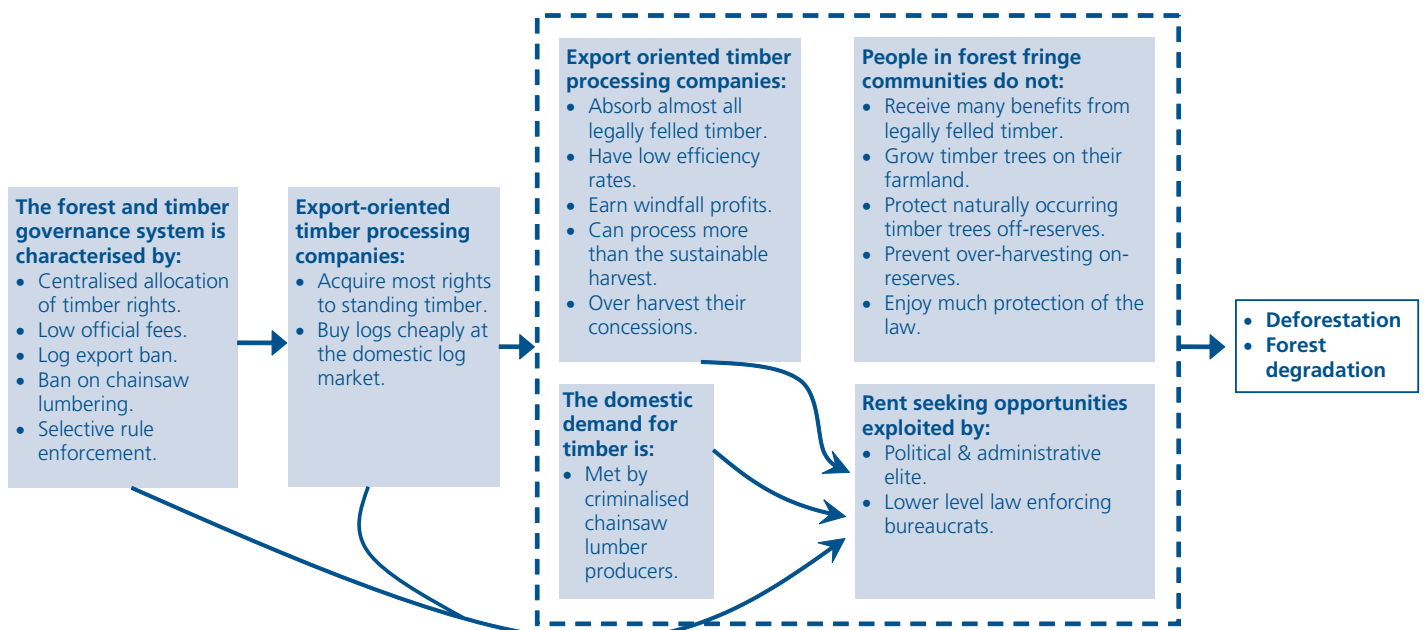 The forest and timber
governance system is
characterised by:
• Centralised allocation
of timber rights.
• Low official fees.
• Log export ban.
• Ban on chainsaw
lumbering.
• Selective rule
enforcement.
Export-oriented
timber processing
companies:
• Acquire most rights
to standing timber.
• Buy logs cheaply at
the domestic log
market.
Export oriented timber
processing companies:
• Absorb almost all
legally felled timber.
• Have low efficiency
rates.
• Earn windfall profits.
• Can process more
than the sustainable
harvest.
• Over harvest their
concessions.
People in forest fringe
communities do not:
• Receive many benefits from
legally felled timber.
• Grow timber trees on their
farmland.
• Protect naturally occurring
timber trees off-reserves.
• Prevent over-harvesting on-
reserves.
• Enjoy much protection of the
law.
The domestic
demand for
timber is:
• Met by
criminalised
chainsaw
lumber
producers.
Rent seeking opportunities
exploited by:
• Political & administrative
elite.
• Lower level law enforcing
bureaucrats.
• Deforestation
• Forest
degradation